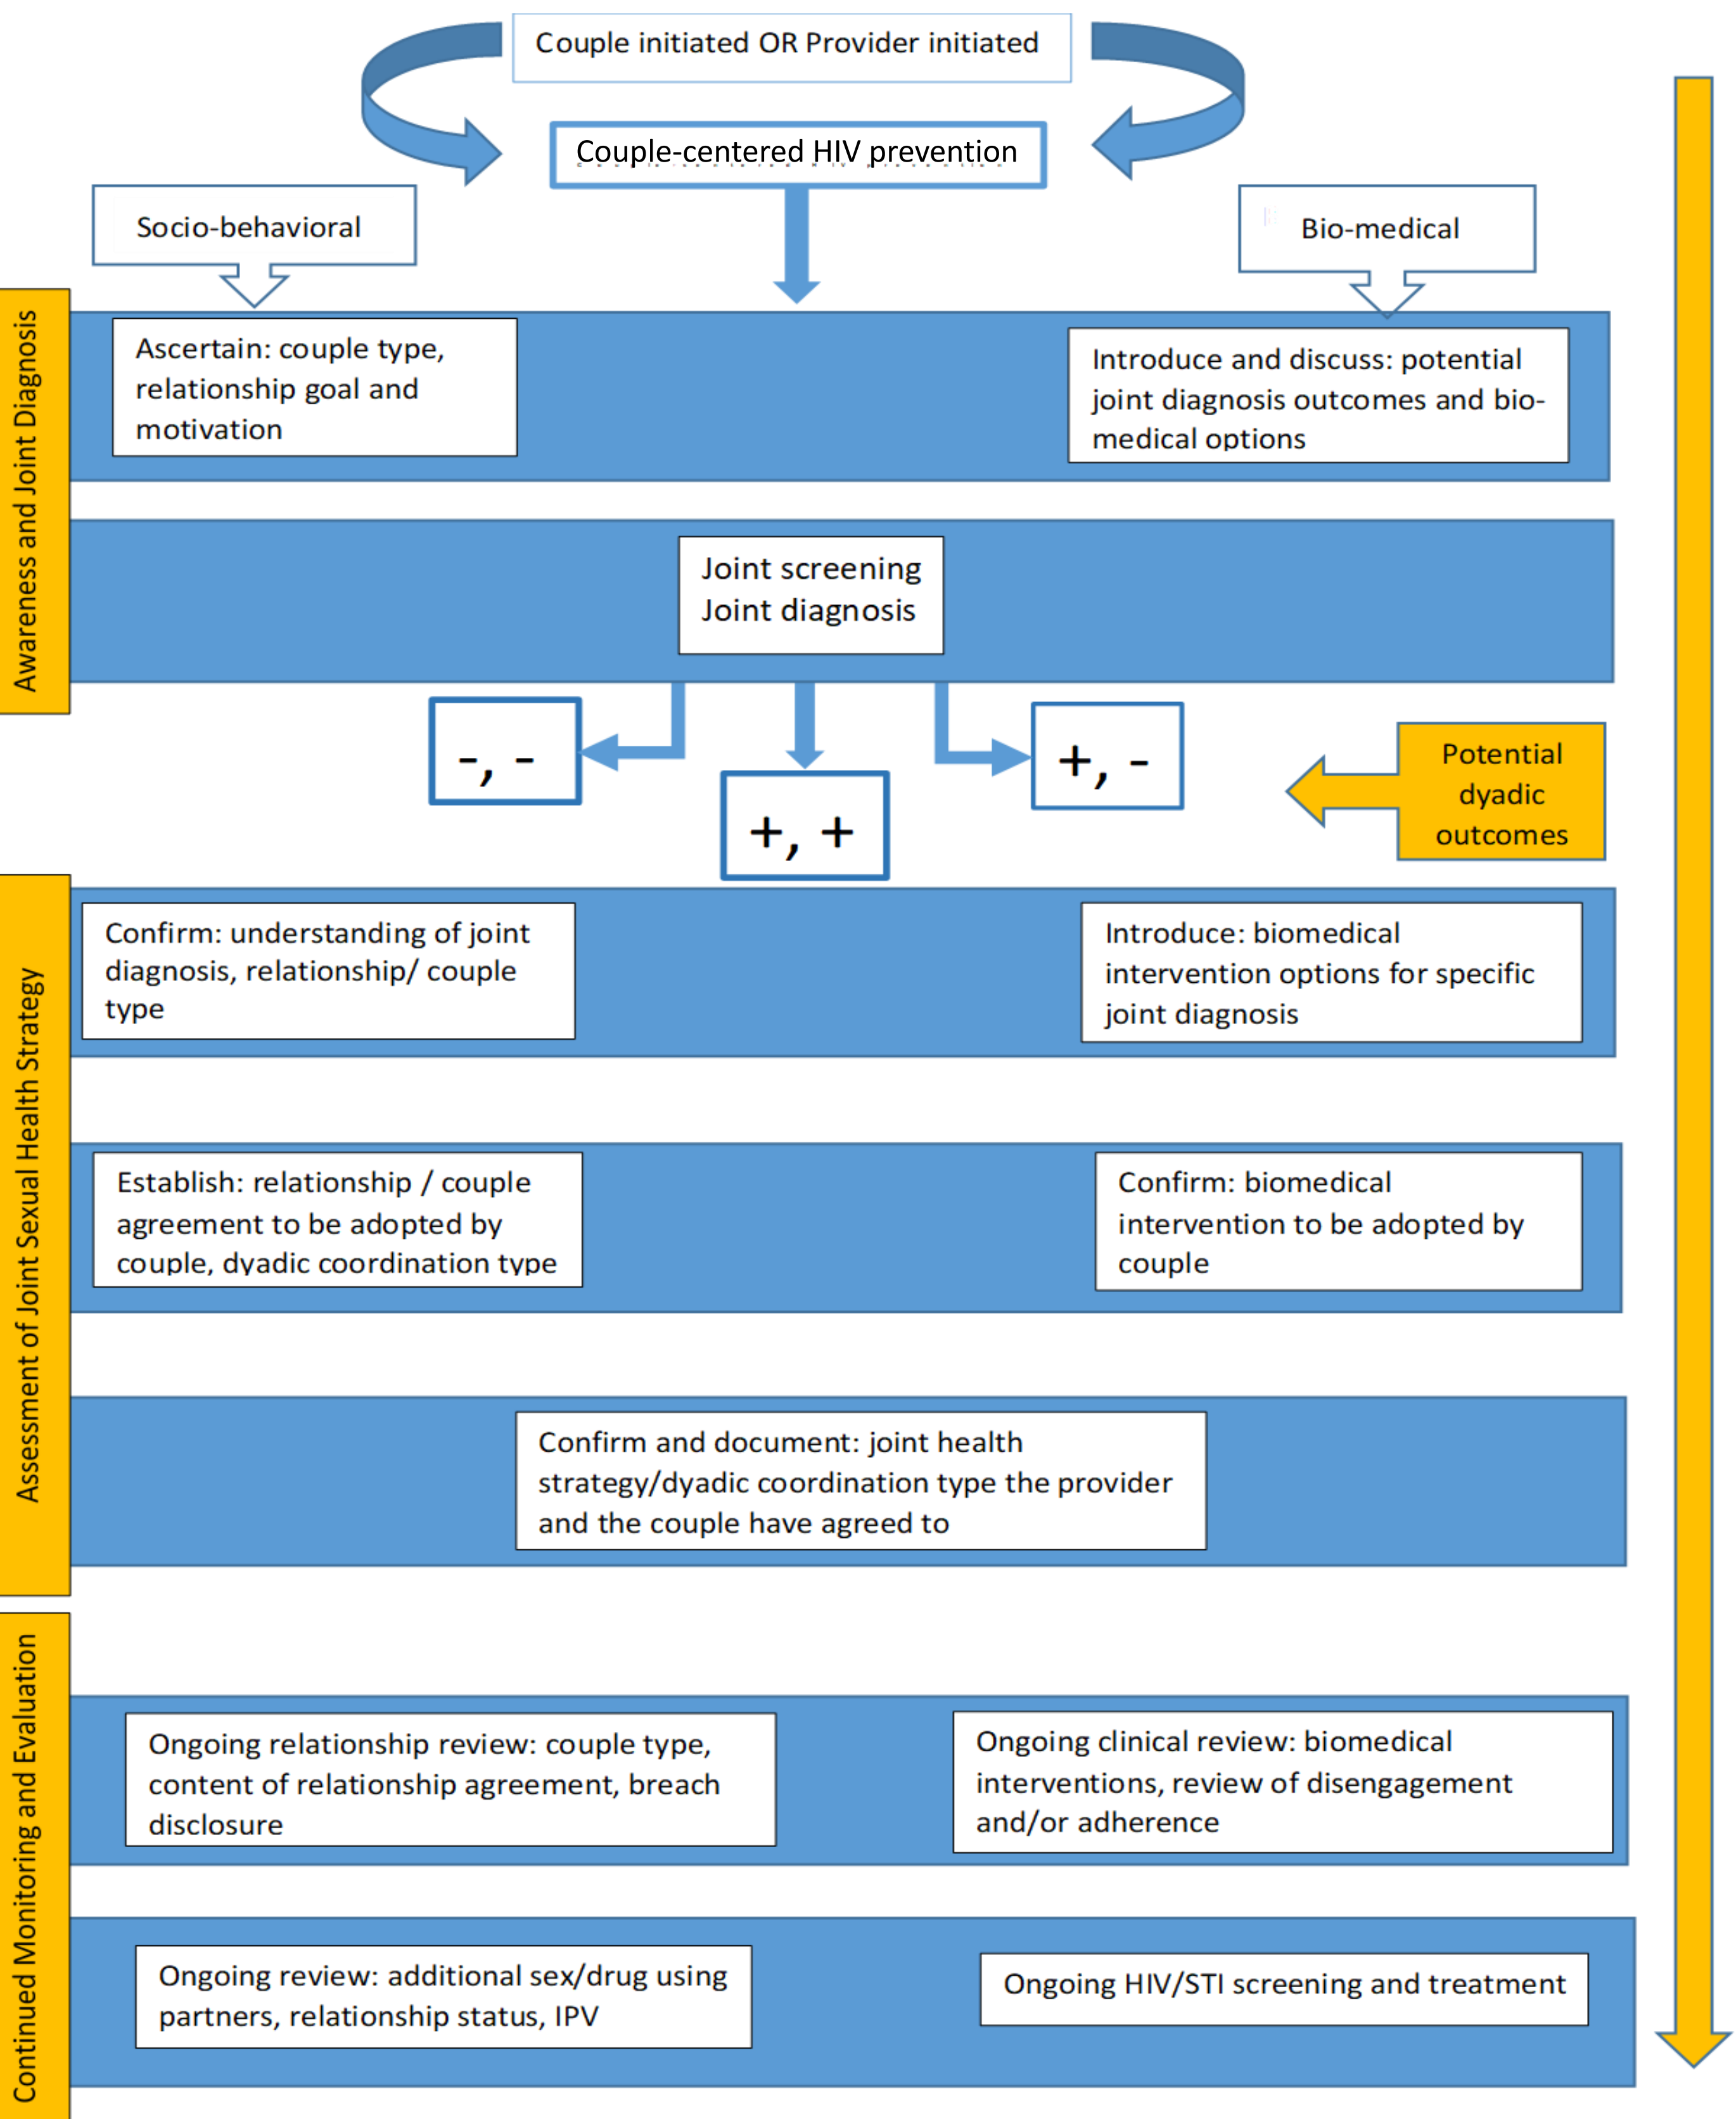 Couple initiated OR Provider initiated
Couple-centered HIV prevention
Socio-behavioral
Bio-medical
Awareness and Joint Diagnosis
Ascertain: couple type,
relationship goal and
motivation
Introduce and discuss: potential
joint diagnosis outcomes and bio-
medical options
Joint screening
Joint diagnosis
-, -
+, +
+, -
Potential
dyadic
outcomes
Assessment of Joint Sexual Health Strategy
Confirm: understanding of joint
diagnosis, relationship/ couple
type
Introduce: biomedical
intervention options for specific
joint diagnosis
Establish: relationship / couple
agreement to be adopted by
couple, dyadic coordination type
Confirm: biomedical
intervention to be adopted by
couple
Confirm and document: joint health
strategy/dyadic coordination type the provider
and the couple have agreed to
Continued Monitoring and Evaluation
Ongoing relationship review: couple type,
content of relationship agreement, breach
disclosure
Ongoing clinical review: biomedical
interventions, review of disengagement
and/or adherence
Ongoing review: additional sex/drug using
partners, relationship status, IPV
Ongoing HIV/STI screening and treatment